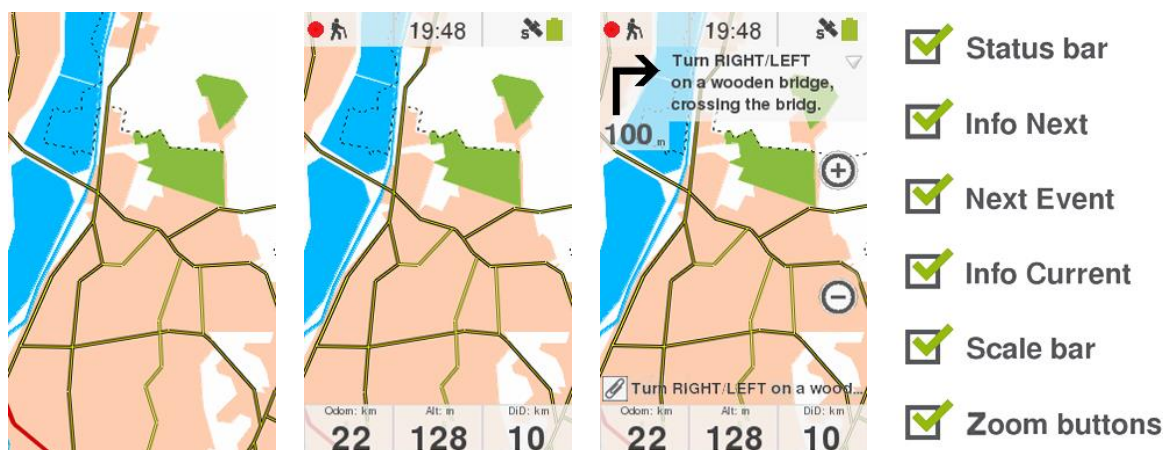 19:48
S
Odom: km
Alt: m
DiD: km
22
128
10
19:48
S
Turn RIGHT/LEFT
on a wooden bridge,
crossing the bridg.
100 m
Turn RIGHT/LEFT on a wood...
Odom: km
Alt: m
DiD: km
22
128
10
Status bar
Info Next
Next Event
Info Current
Scale bar
Zoom buttons